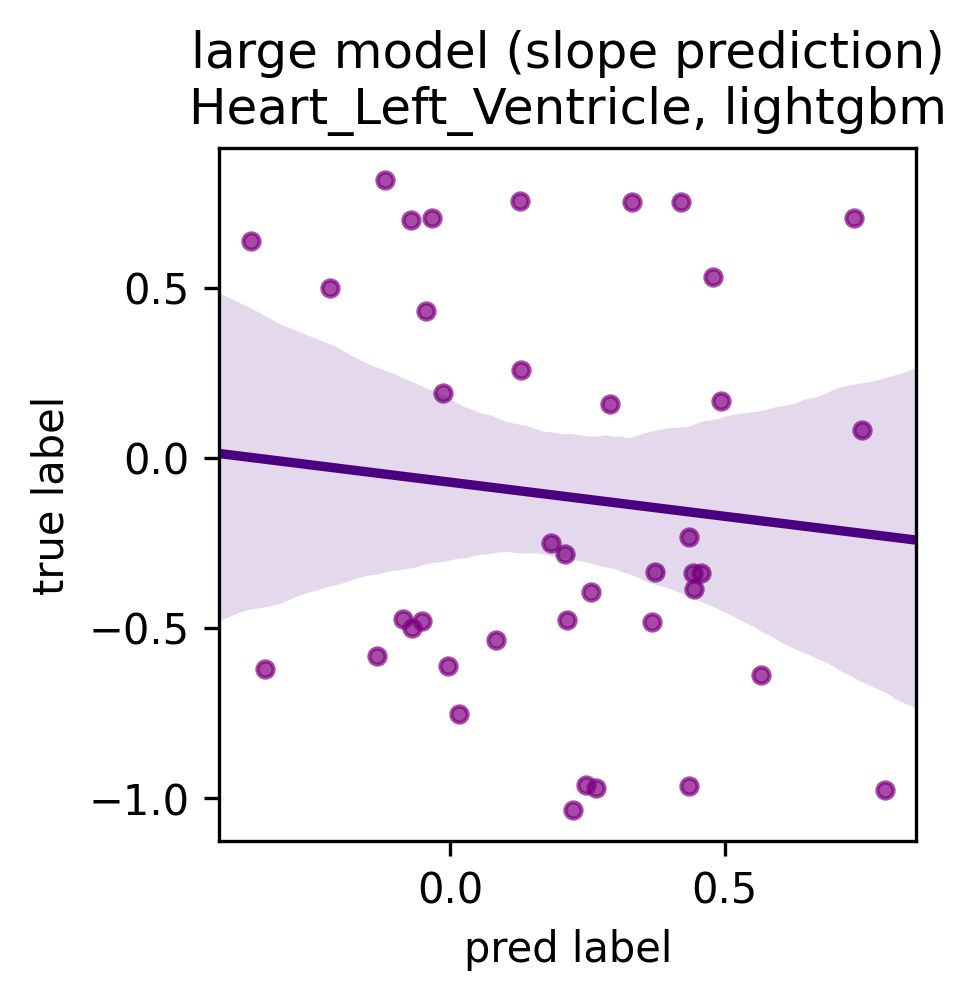 large model (slope prediction)
Heart_Left_Ventricle, lightgbm
0.5
0.0
−0.5
−1.0
true label
0.0 0.5
pred label